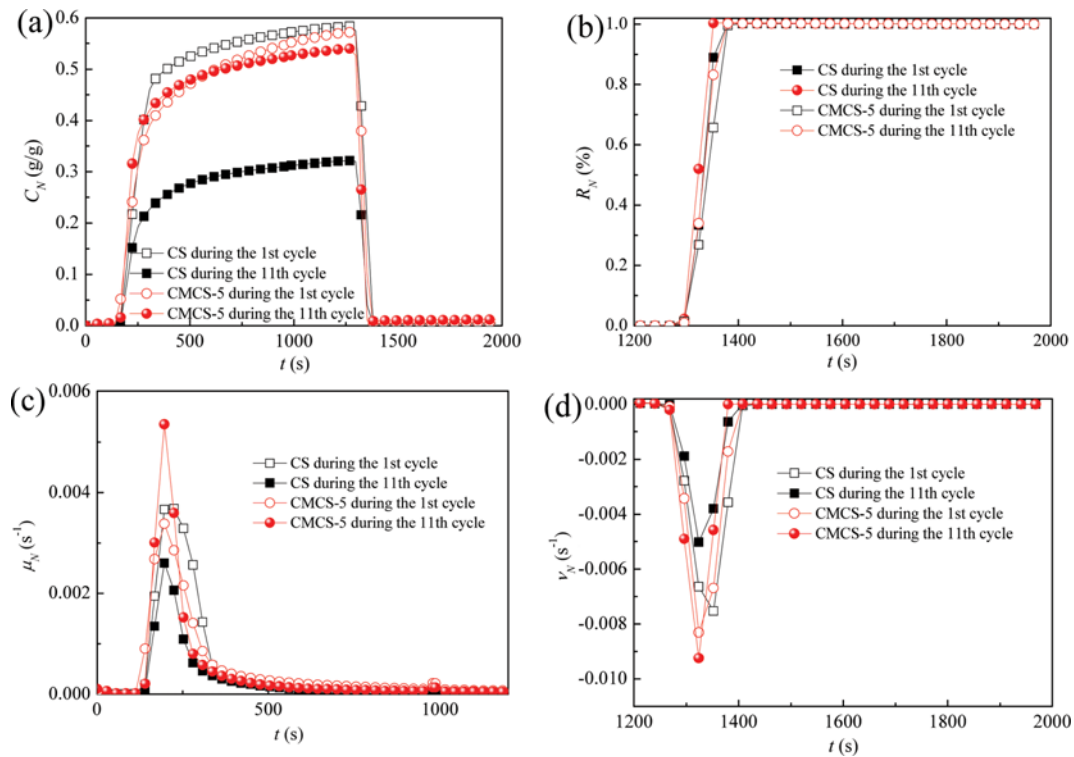 (a)
0.6
0.5
0.4
0.3
0.2
0.1
0.0
C_N (g/g)
CS during the 1st cycle
CS during the 11th cycle
CMCS-5 during the 1st cycle
CMCS-5 during the 11th cycle
0 500 1000 1500 2000
t (s)
(b)
1.0
0.8
0.6
0.4
0.2
0.0
R_N (%)
CS during the 1st cycle
CS during the 11th cycle
CMCS-5 during the 1st cycle
CMCS-5 during the 11th cycle
1200 1400 1600 1800 2000
t (s)
(c)
0.006
0.004
0.002
0.000
μ_N (s⁻¹)
CS during the 1st cycle
CS during the 11th cycle
CMCS-5 during the 1st cycle
CMCS-5 during the 11th cycle
0 500 1000
t (s)
(d)
0.000
-0.002
-0.004
-0.006
-0.008
-0.010
ν_N (s⁻¹)
CS during the 1st cycle
CS during the 11th cycle
CMCS-5 during the 1st cycle
CMCS-5 during the 11th cycle
1200 1400 1600 1800 2000
t (s)